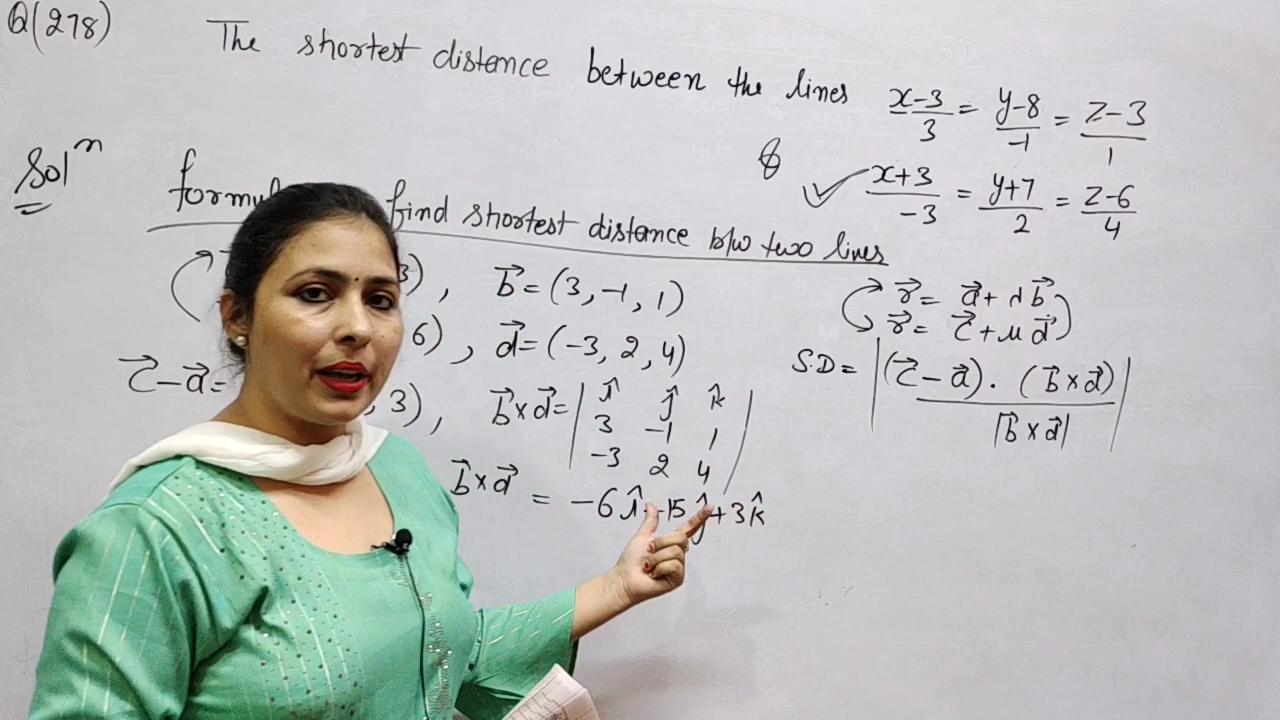 Q(278) The shortest distance between the lines x-3/3 = y-8/-1 = z-3/1
& ✓ x+3/-3 = y+7/2 = z-6/4
Solⁿ find shortest distance b/w two lines
3), b⃗ = (3, -1, 1)
6), d⃗ = (-3, 2, 4)
r⃗ = a⃗ + λb⃗
r⃗ = c⃗ + μd⃗
c⃗ - a⃗ = , 3), b⃗ × d⃗ = | î ĵ k̂
3 -1 1
-3 2 4 |
S.D = | (c⃗ - a⃗) · (b⃗ × d⃗) / |b⃗ × d⃗| |
b⃗ × d⃗ = -6î -15ĵ + 3k̂